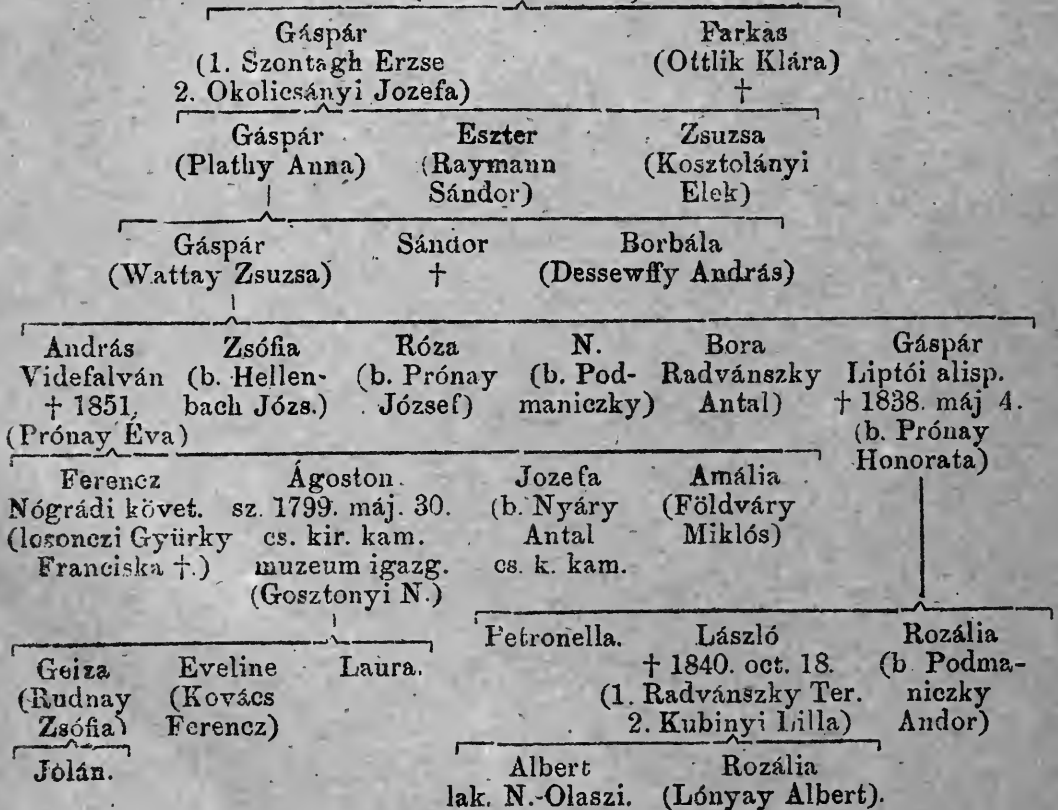 Gáspár Farkas
(1. Szontagh Erzse (Ottlik Klára)
2. Okolicsányi Jozefa) †
Gáspár Eszter Zsuzsa
(Plathy Anna) (Raymann (Kosztolányi
Sándor) Elek)
Gáspár Sándor Borbála
(Wattay Zsuzsa) † (Dessewffy András)
András Zsófia Róza N. Bora Gáspár
Videfalván (b. Hellen- (b. Prónay (b. Pod- Radvánszky Liptói alisp.
† 1851. bach Józs.) József) maniczky) Antal) † 1838. máj 4.
(Prónay Éva) (b. Prónay
Honorata)
Ferencz Ágoston. Jozefa Amália
Nógrádi követ. sz. 1799. máj. 30. (b. Nyáry (Földváry
(losonczi Gyürky cs. kir. kam. Antal Miklós)
Franciska †.) muzeum igazg. cs. k. kam.
(Gosztonyi N.)
Petronella. László Rozália
Geiza Eveline Laura. † 1840. oct. 18. (b. Podma-
(Rudnay (Kovács (1. Radvánszky Ter. niczky
Zsófia) Ferencz) 2. Kubinyi Lilla) Andor)
Jolán. Albert Rozália
lak. N.-Olaszi. (Lónyay Albert).